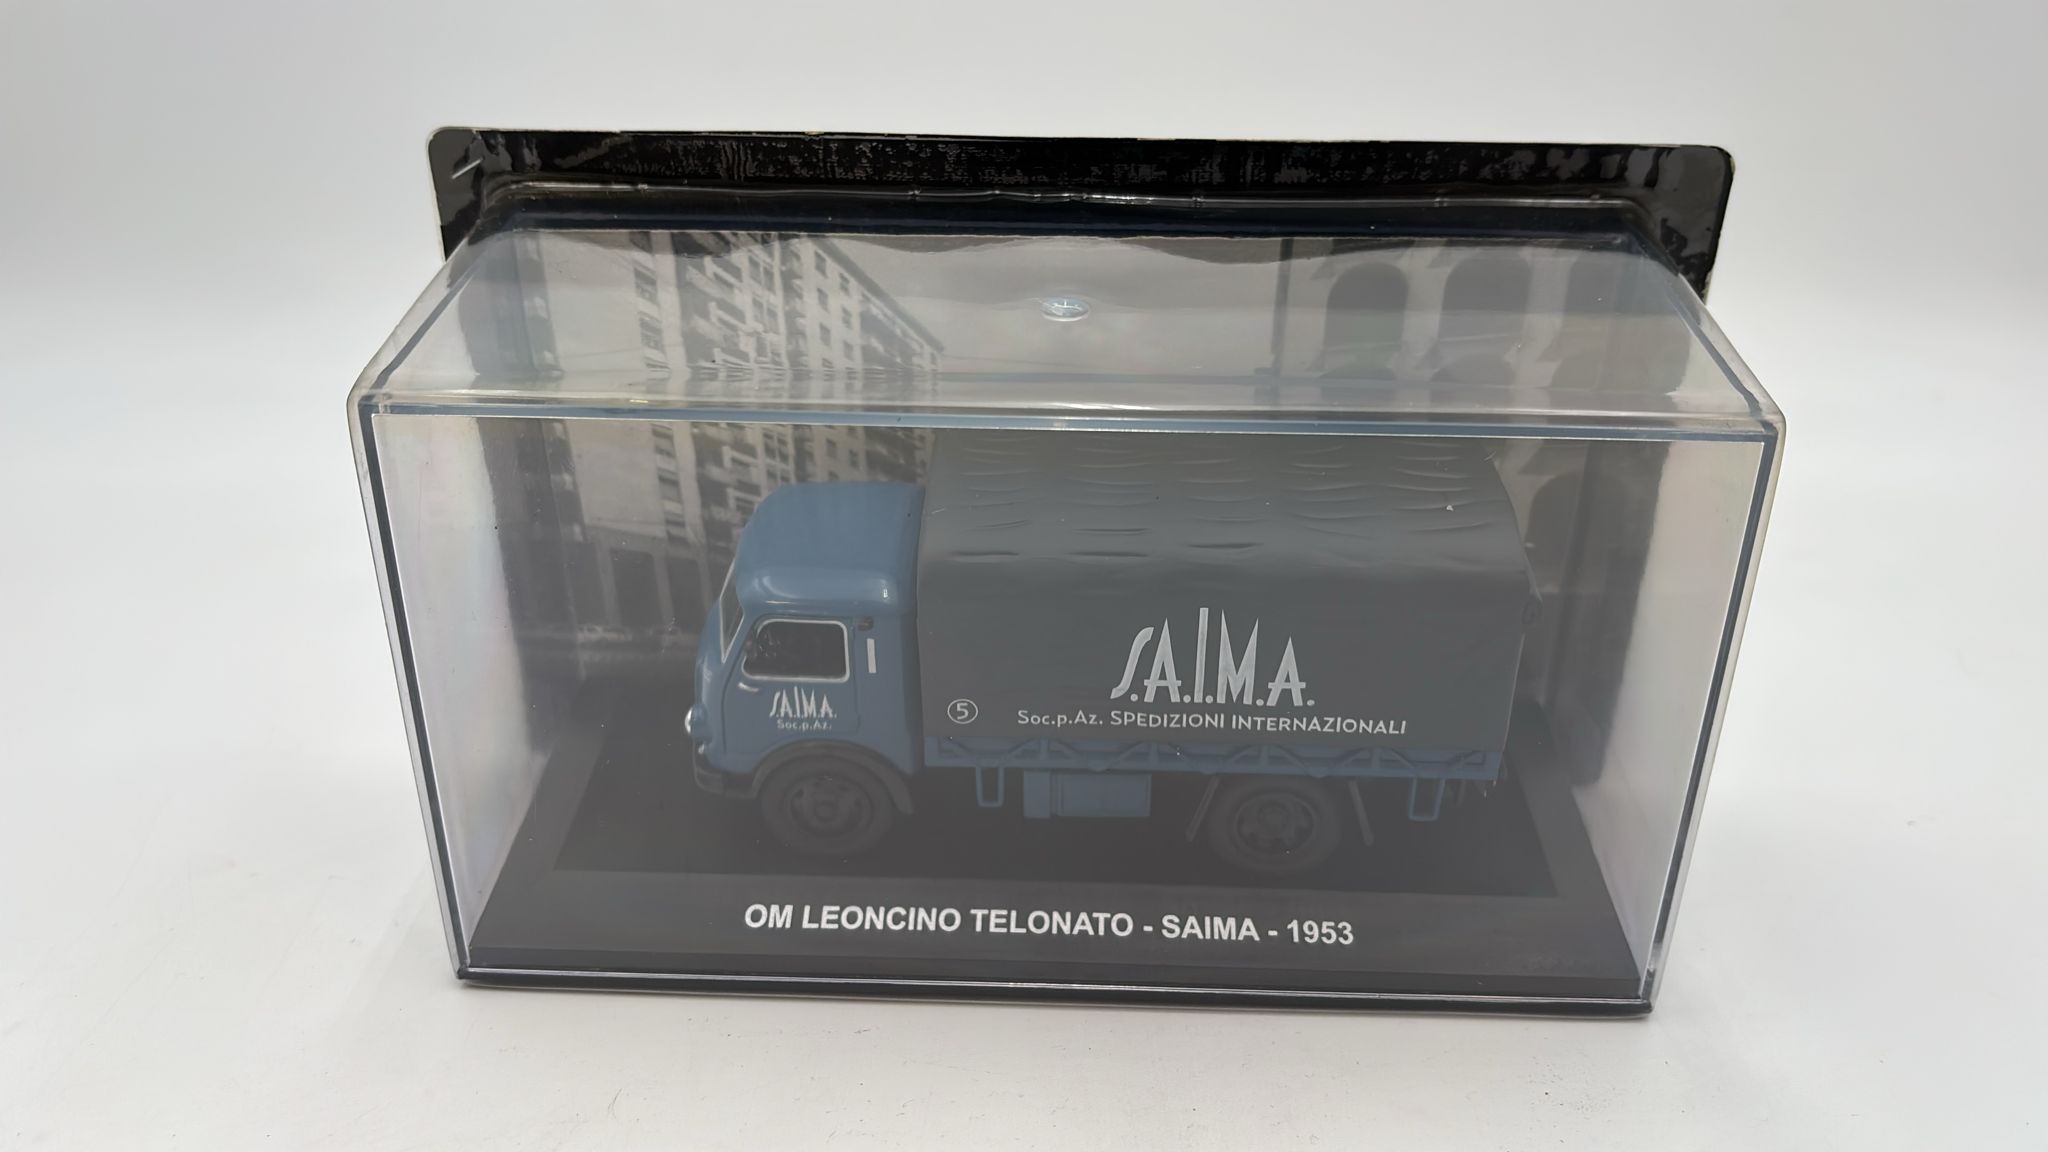 S.A.I.M.A.
Soc.p.Az.
S.A.I.M.A.
5
Soc.p.Az. SPEDIZIONI INTERNAZIONALI
OM LEONCINO TELONATO - SAIMA - 1953